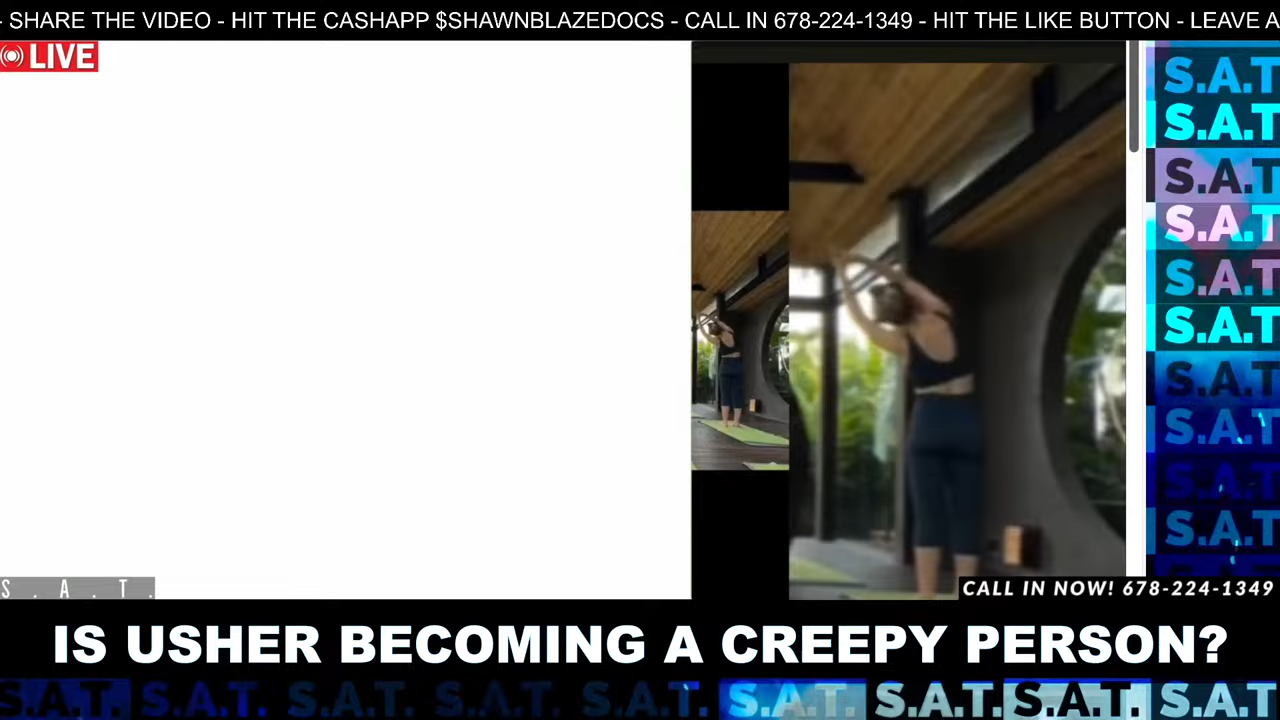 - SHARE THE VIDEO - HIT THE CASHAPP $SHAWNBLAZEDOCS - CALL IN 678-224-1349 - HIT THE LIKE BUTTON - LEAVE A
LIVE
S.A.T
S.A.T
S.A.T
S.A.T
S.A.T
S.A.T
S.A.T
S.A.T
S.A.T
S.A.T
S. A. T.
CALL IN NOW! 678-224-1349
IS USHER BECOMING A CREEPY PERSON?
S.A.T. S.A.T. S.A.T. S.A.T. S.A.T. S.A.T. S.A.T. S.A.T. S.A.T